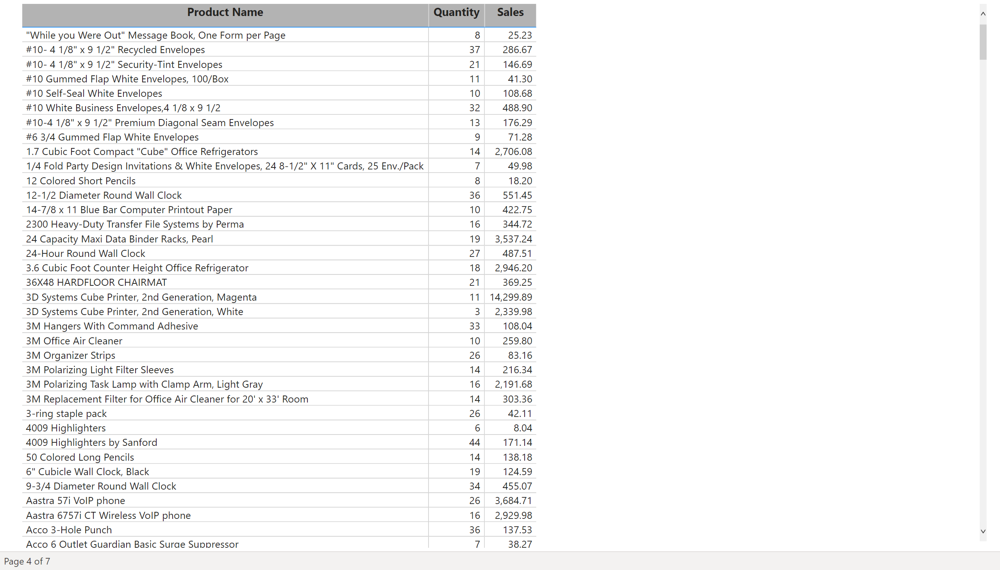 Product Name Quantity Sales
"While you Were Out" Message Book, One Form per Page 8 25.23
#10- 4 1/8" x 9 1/2" Recycled Envelopes 37 286.67
#10- 4 1/8" x 9 1/2" Security-Tint Envelopes 21 146.69
#10 Gummed Flap White Envelopes, 100/Box 11 41.30
#10 Self-Seal White Envelopes 10 108.68
#10 White Business Envelopes,4 1/8 x 9 1/2 32 488.90
#10-4 1/8" x 9 1/2" Premium Diagonal Seam Envelopes 13 176.29
#6 3/4 Gummed Flap White Envelopes 9 71.28
1.7 Cubic Foot Compact "Cube" Office Refrigerators 14 2,706.08
1/4 Fold Party Design Invitations & White Envelopes, 24 8-1/2" X 11" Cards, 25 Env./Pack 7 49.98
12 Colored Short Pencils 8 18.20
12-1/2 Diameter Round Wall Clock 36 551.45
14-7/8 x 11 Blue Bar Computer Printout Paper 10 422.75
2300 Heavy-Duty Transfer File Systems by Perma 16 344.72
24 Capacity Maxi Data Binder Racks, Pearl 19 3,537.24
24-Hour Round Wall Clock 27 487.51
3.6 Cubic Foot Counter Height Office Refrigerator 18 2,946.20
36X48 HARDFLOOR CHAIRMAT 21 369.25
3D Systems Cube Printer, 2nd Generation, Magenta 11 14,299.89
3D Systems Cube Printer, 2nd Generation, White 3 2,339.98
3M Hangers With Command Adhesive 33 108.04
3M Office Air Cleaner 10 259.80
3M Organizer Strips 26 83.16
3M Polarizing Light Filter Sleeves 14 216.34
3M Polarizing Task Lamp with Clamp Arm, Light Gray 16 2,191.68
3M Replacement Filter for Office Air Cleaner for 20' x 33' Room 14 303.36
3-ring staple pack 26 42.11
4009 Highlighters 6 8.04
4009 Highlighters by Sanford 44 171.14
50 Colored Long Pencils 14 138.18
6" Cubicle Wall Clock, Black 19 124.59
9-3/4 Diameter Round Wall Clock 34 455.07
Aastra 57i VoIP phone 26 3,684.71
Aastra 6757i CT Wireless VoIP phone 16 2,929.98
Acco 3-Hole Punch 36 137.53
Acco 6 Outlet Guardian Basic Surge Suppressor 7 38.27
Page 4 of 7